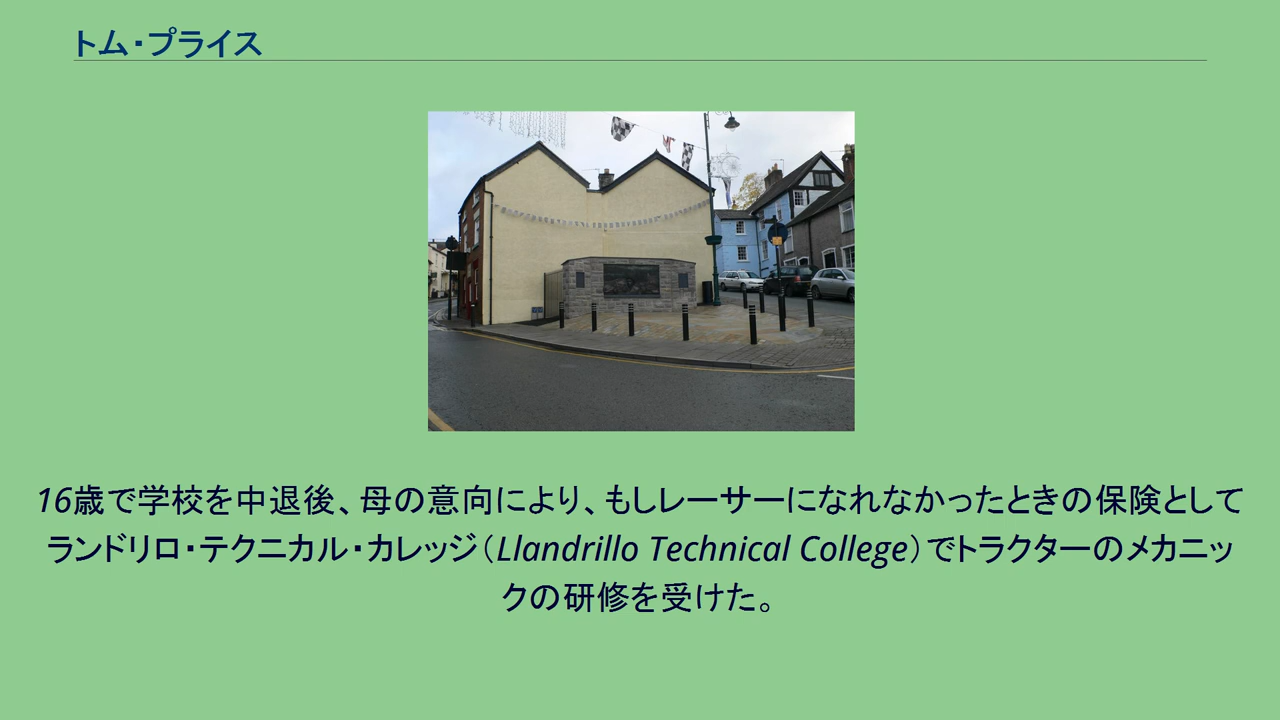 トム・プライス
16歳で学校を中退後、母の意向により、もしレーサーになれなかったときの保険として
ランドリロ・テクニカル・カレッジ（Llandrillo Technical College）でトラクターのメカニッ
クの研修を受けた。